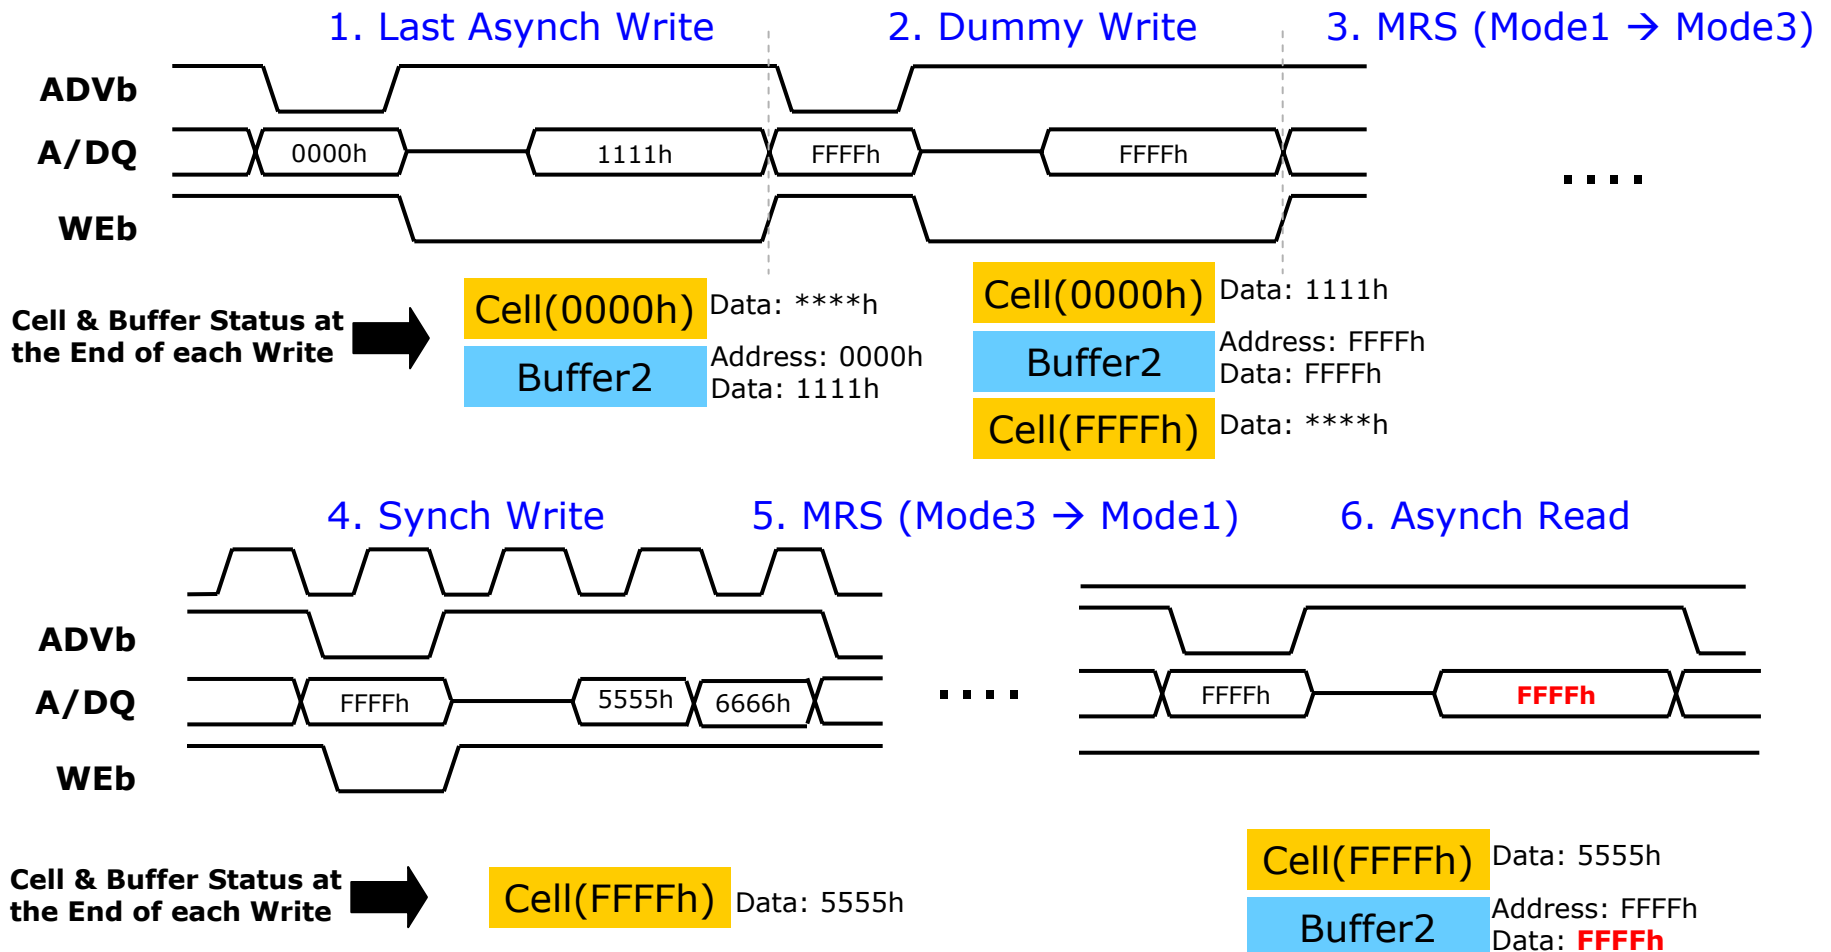 1. Last Asynch Write
2. Dummy Write
3. MRS (Mode1 → Mode3)
ADVb
A/DQ
0000h
1111h
FFFFh
FFFFh
WEb
. . . .
Cell & Buffer Status at
the End of each Write
Cell(0000h)
Data: ****h
Buffer2
Address: 0000h
Data: 1111h
Cell(0000h)
Data: 1111h
Buffer2
Address: FFFFh
Data: FFFFh
Cell(FFFFh)
Data: ****h
4. Synch Write
5. MRS (Mode3 → Mode1)
6. Asynch Read
ADVb
A/DQ
FFFFh
5555h
6666h
. . . .
FFFFh
FFFFh
WEb
Cell & Buffer Status at
the End of each Write
Cell(FFFFh)
Data: 5555h
Cell(FFFFh)
Data: 5555h
Buffer2
Address: FFFFh
Data: FFFFh